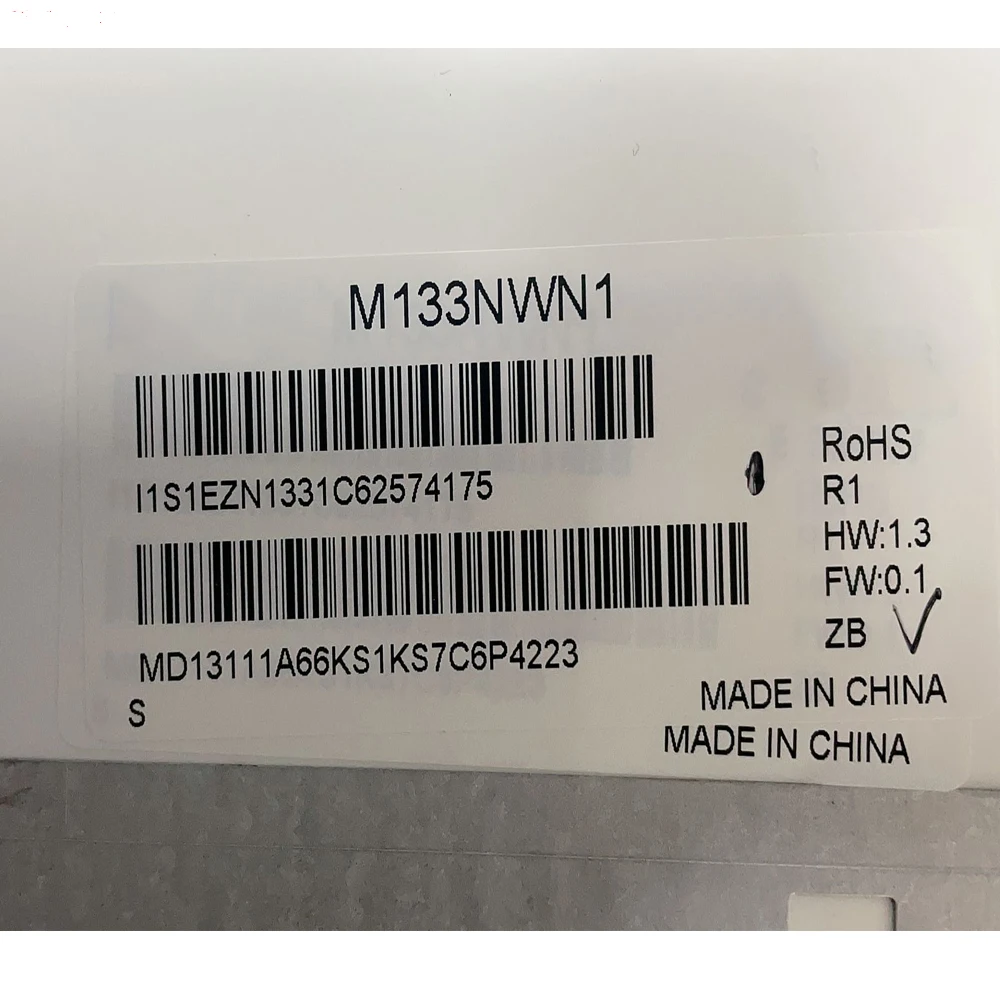 M133NWN1
I1S1EZN1331C62574175
RoHS
R1
HW:1.3
FW:0.1
ZB
MD13111A66KS1KS7C6P4223
S
MADE IN CHINA
MADE IN CHINA